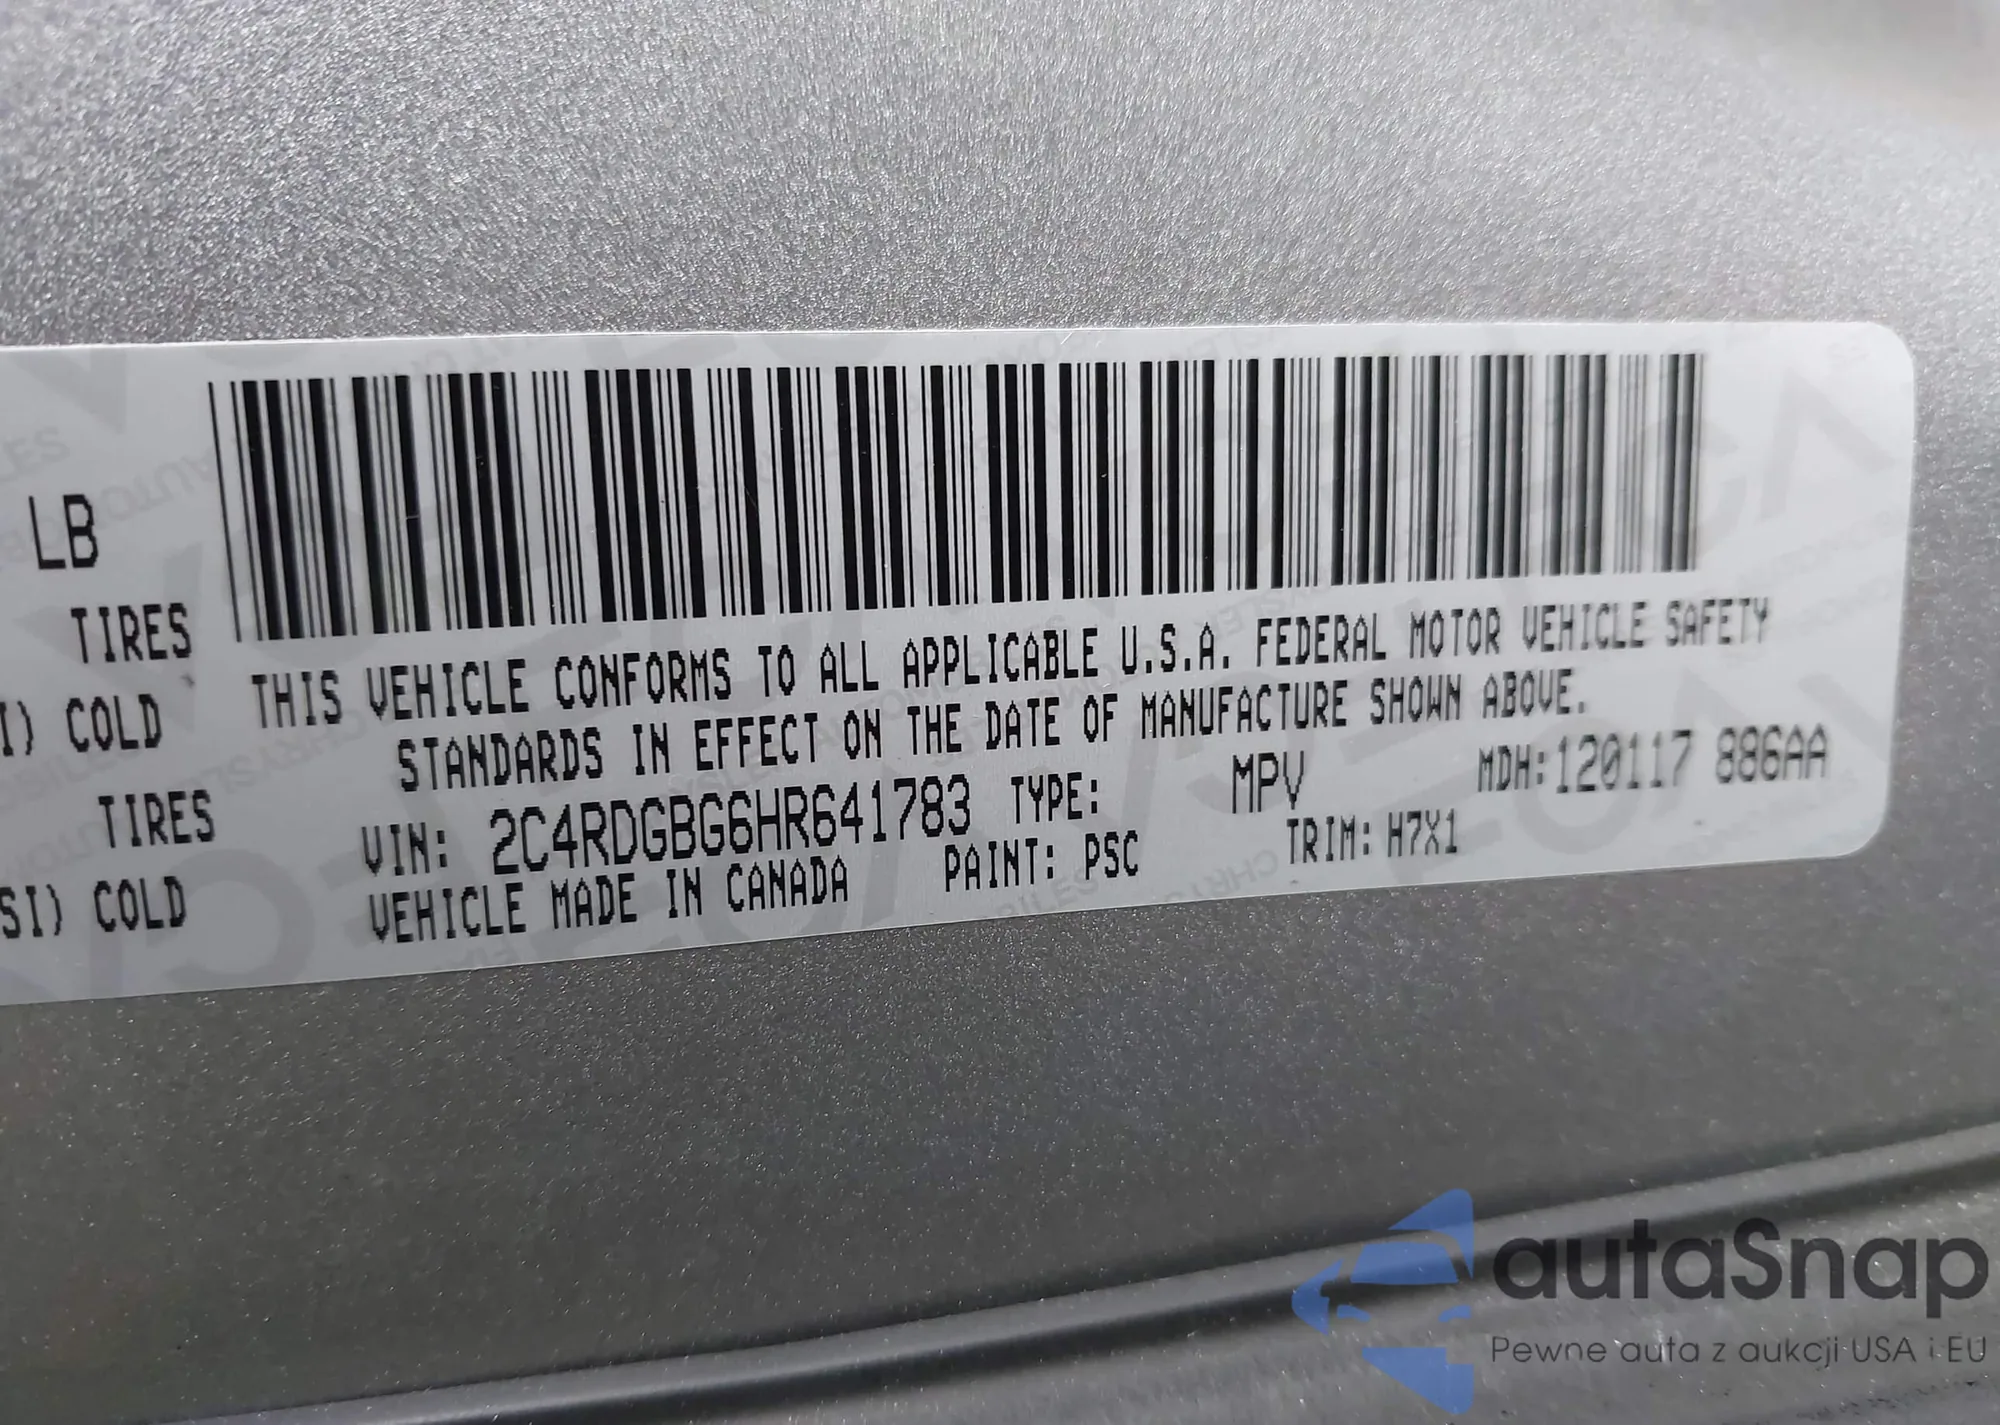 LB
TIRES
I) COLD
TIRES
SI) COLD
THIS VEHICLE CONFORMS TO ALL APPLICABLE U.S.A. FEDERAL MOTOR VEHICLE SAFETY
STANDARDS IN EFFECT ON THE DATE OF MANUFACTURE SHOWN ABOVE.
VIN: 2C4RDGBG6HR641783 TYPE: MPV MDH:120117 886AA
VEHICLE MADE IN CANADA PAINT: PSC TRIM: H7X1
autaSnap
Pewne auta z aukcji USA i EU